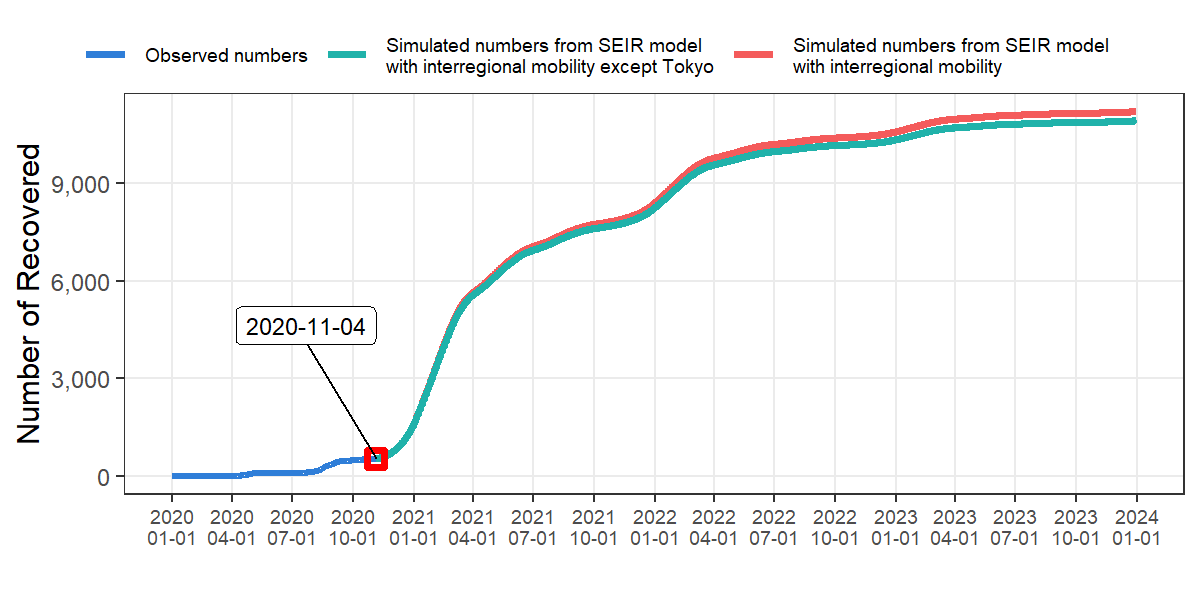 Observed numbers
Simulated numbers from SEIR model
with interregional mobility except Tokyo
Simulated numbers from SEIR model
with interregional mobility
Number of Recovered
9,000
6,000
3,000
0
2020-11-04
2020 2020 2020 2020 2021 2021 2021 2021 2022 2022 2022 2022 2023 2023 2023 2023 2024
01-01 04-01 07-01 10-01 01-01 04-01 07-01 10-01 01-01 04-01 07-01 10-01 01-01 04-01 07-01 10-01 01-01